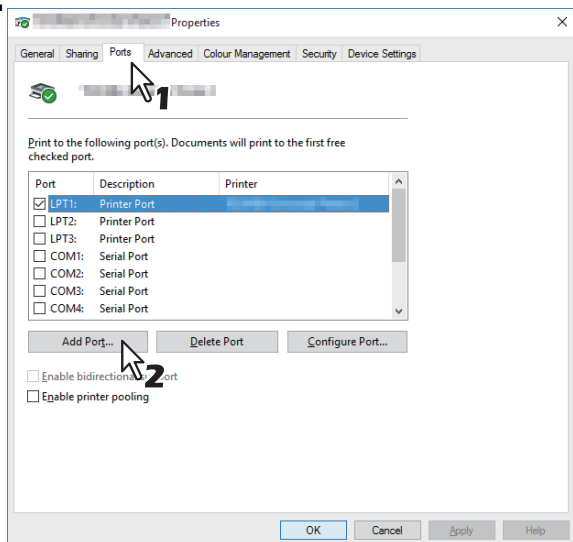 Properties
General Sharing Ports Advanced Colour Management Security Device Settings
1
Print to the following port(s). Documents will print to the first free
checked port.
Port Description Printer
LPT1: Printer Port
LPT2: Printer Port
LPT3: Printer Port
COM1: Serial Port
COM2: Serial Port
COM3: Serial Port
COM4: Serial Port
Add Port... Delete Port Configure Port...
2
Enable bidirectional support
Enable printer pooling
OK Cancel Apply Help